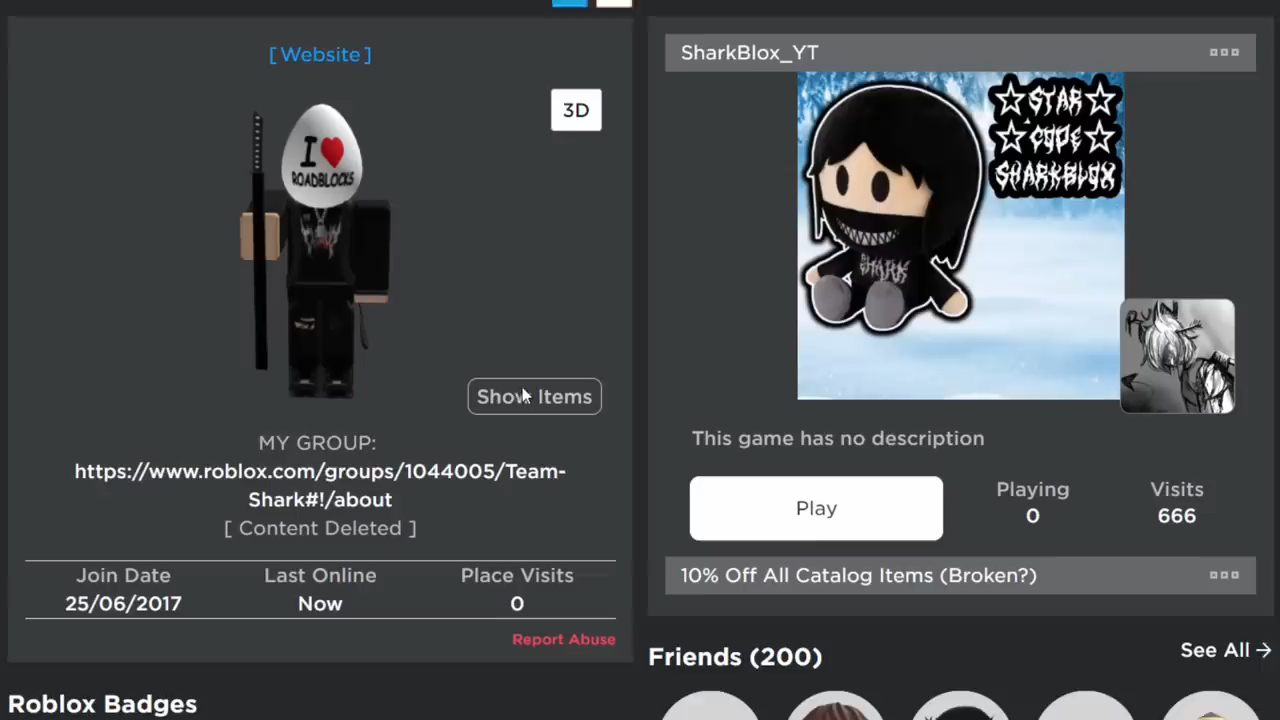 [ Website ]
3D
I
ROADBLOCKS
Show Items
MY GROUP:
https://www.roblox.com/groups/1044005/Team-
Shark#!/about
[ Content Deleted ]
Join Date
Last Online
Place Visits
25/06/2017
Now
0
Report Abuse
Roblox Badges
SharkBlox_YT
☆STAR☆
☆CODE☆
SHARKBLOX
SHARK
This game has no description
Play
Playing
Visits
0
666
10% Off All Catalog Items (Broken?)
Friends (200)
See All →